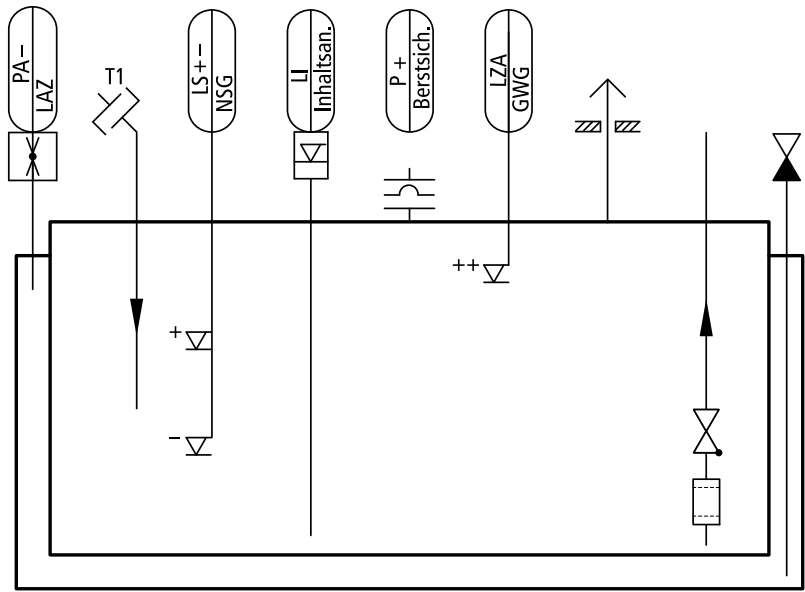 PA –
LAZ
T1
LS + –
NSG
LI
Inhaltsan.
P +
Berstsich.
LZA
GWG
++
+
–